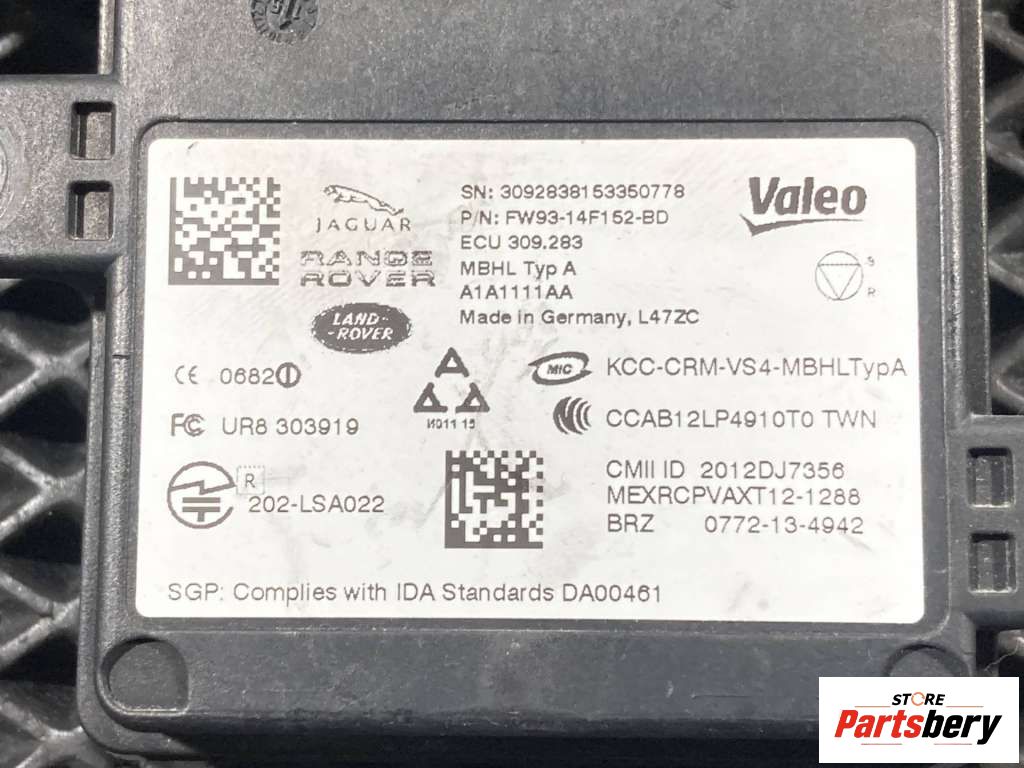 SN: 3092838153350778
P/N: FW93-14F152-BD
ECU 309.283
MBHL Typ A
A1A1111AA
Made in Germany, L47ZC
JAGUAR
RANGE
ROVER
LAND-
-ROVER
Valeo
CE 0682
MIC KCC-CRM-VS4-MBHLTypA
FC UR8 303919
CCAB12LP4910T0 TWN
R
202-LSA022
CMII ID 2012DJ7356
MEXRCPVAXT12-1288
BRZ 0772-13-4942
SGP: Complies with IDA Standards DA00461
STORE
Partsbery